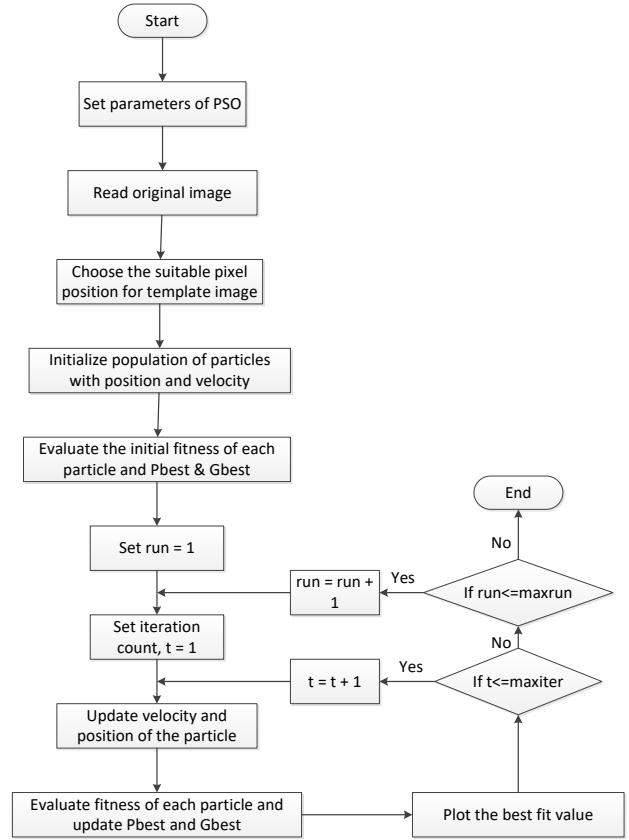 Start
Set parameters of PSO
Read original image
Choose the suitable pixel
position for template image
Initialize population of particles
with position and velocity
Evaluate the initial fitness of each
particle and Pbest & Gbest
Set run = 1
Set iteration
count, t = 1
Update velocity and
position of the particle
Evaluate fitness of each particle and
update Pbest and Gbest
Plot the best fit value
If t<=maxiter
Yes
t = t + 1
No
If run<=maxrun
Yes
run = run +
1
No
End